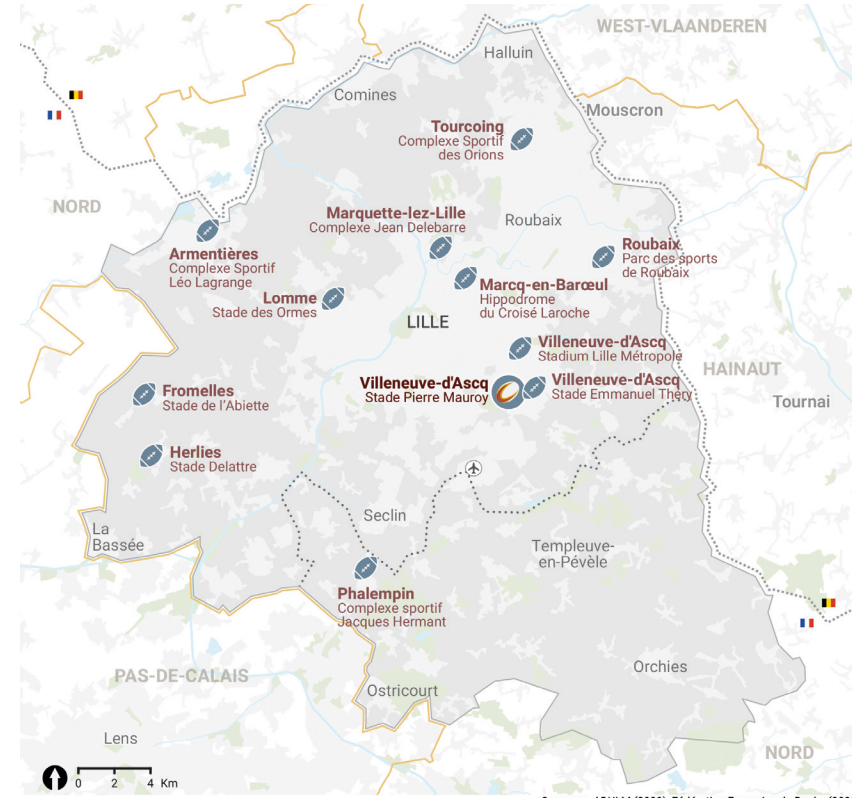 WEST-VLAANDEREN
Halluin
Comines
Mouscron
Tourcoing
Complexe Sportif
des Orions
NORD
Marquette-lez-Lille
Complexe Jean Delebarre
Roubaix
Armentières
Complexe Sportif
Léo Lagrange
Roubaix
Parc des sports
de Roubaix
Lomme
Stade des Ormes
Marcq-en-Barœul
Hippodrome
du Croisé Laroche
LILLE
Villeneuve-d'Ascq
Stadium Lille Métropole
HAINAUT
Villeneuve-d'Ascq
Stade Pierre Mauroy
Villeneuve-d'Ascq
Stade Emmanuel Théry
Fromelles
Stade de l'Abiette
Tournai
Herlies
Stade Delattre
Seclin
La
Bassée
Templeuve-
en-Pévèle
Phalempin
Complexe sportif
Jacques Hermant
PAS-DE-CALAIS
Orchies
Ostricourt
Lens
NORD
0 2 4 Km